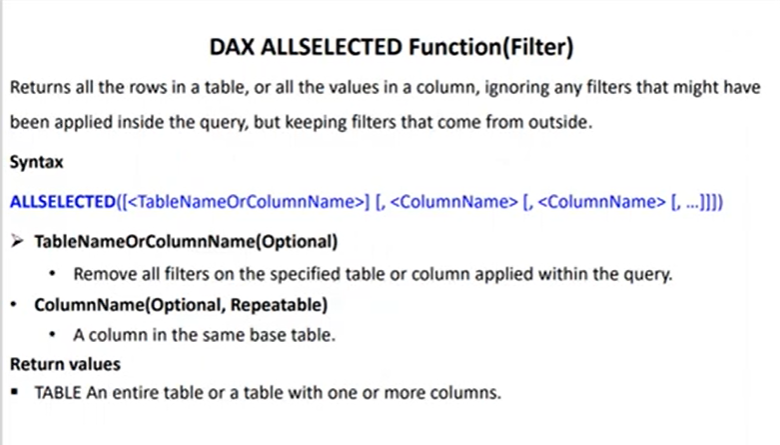 DAX ALLSELECTED Function(Filter)
Returns all the rows in a table, or all the values in a column, ignoring any filters that might have
been applied inside the query, but keeping filters that come from outside.
Syntax
ALLSELECTED([<TableNameOrColumnName>] [, <ColumnName> [, <ColumnName> [, ...]]]])
➢ TableNameOrColumnName(Optional)
• Remove all filters on the specified table or column applied within the query.
• ColumnName(Optional, Repeatable)
• A column in the same base table.
Return values
▪ TABLE An entire table or a table with one or more columns.